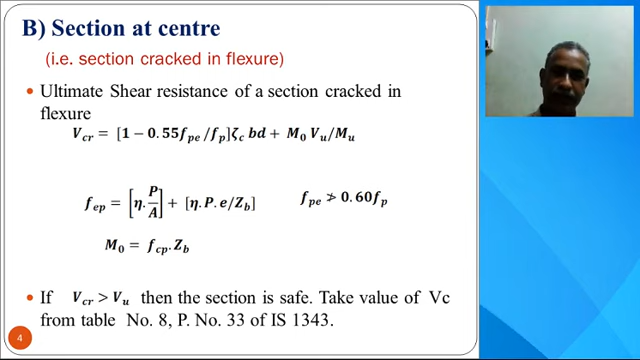 B) Section at centre
(i.e. section cracked in flexure)
• Ultimate Shear resistance of a section cracked in
flexure
V_cr = [1 − 0.55f_pe/f_p]ζ_c bd + M_0 V_u/M_u
f_ep = [η.P/A] + [η.P.e/Z_b] f_pe ≯ 0.60f_p
M_0 = f_cp.Z_b
• If V_cr > V_u then the section is safe. Take value of Vc
from table No. 8, P. No. 33 of IS 1343.
4